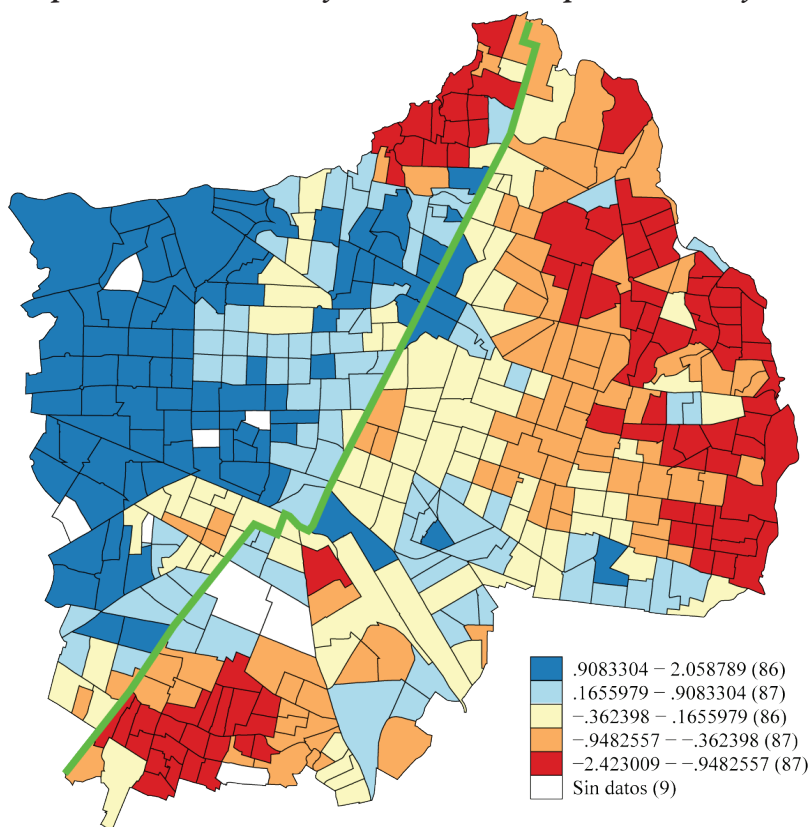 .9083304 − 2.058789 (86)
.1655979 − .9083304 (87)
−.362398 − .1655979 (86)
−.9482557 − −.362398 (87)
−2.423009 − −.9482557 (87)
Sin datos (9)